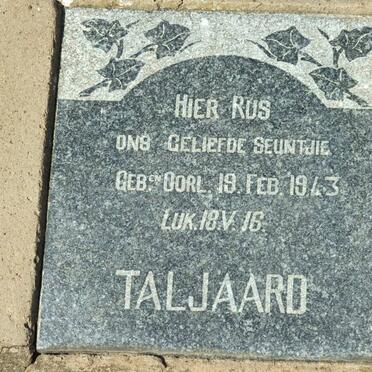 HIER RUS
ONS GELIEFDE SEUNTJIE
GEB. EN OORL. 19. FEB. 1943
LUK. 18. V. 16.
TALJAARD